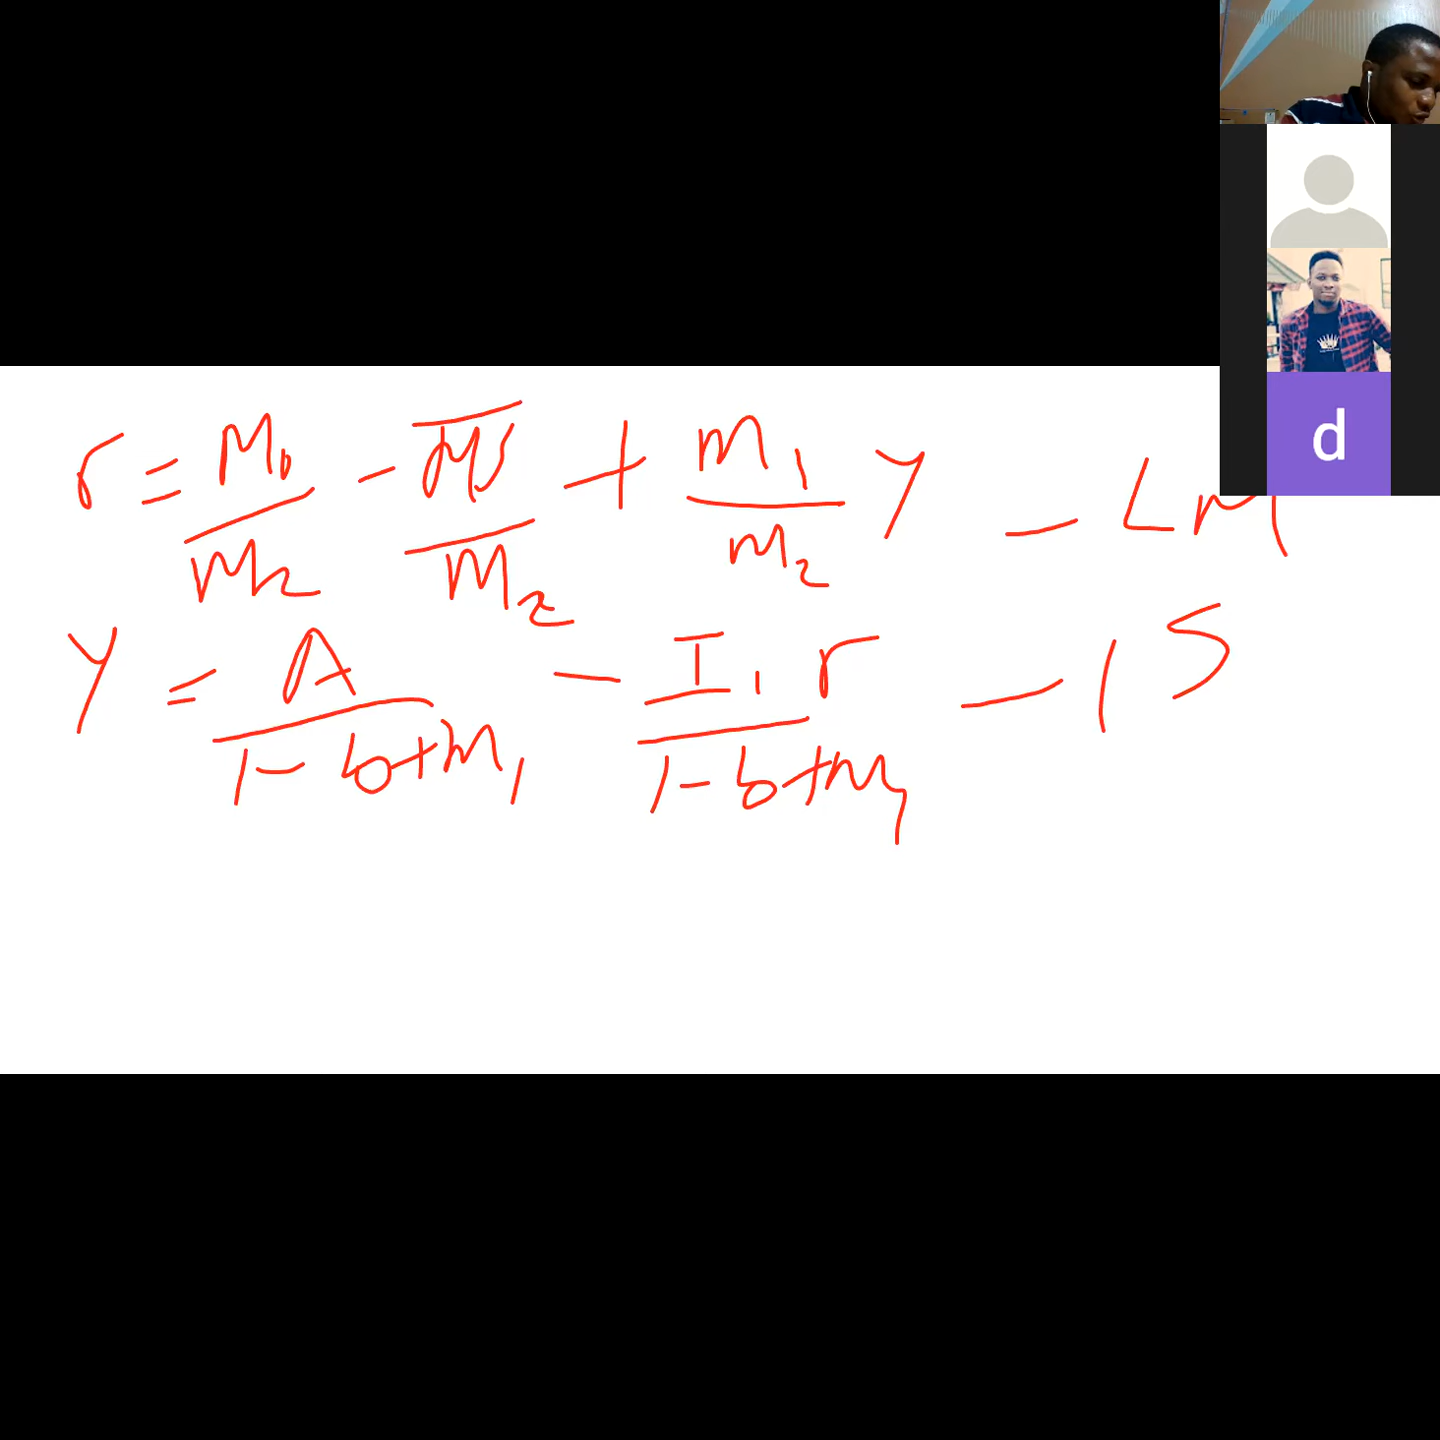 d
r = M₀/m₂ - M̅s̅/m₂ + m₁/m₂ Y - LM
Y = A/1-b+m₁ - I₁r/1-b+m₁ - IS